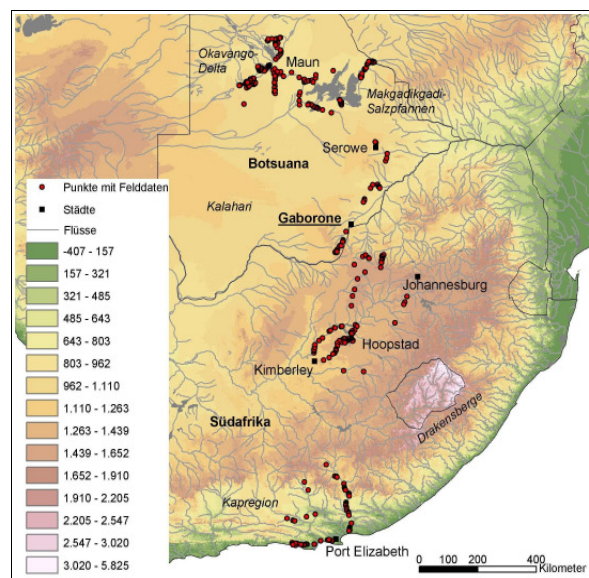 Okavango-
Delta
Maun
Makgadikgadi-
Salzpfannen
Serowe
Botsuana
Kalahari
Gaborone
Johannesburg
Hoopstad
Kimberley
Südafrika
Drakensberge
Kapregion
Port Elizabeth
Punkte mit Felddaten
Städte
Flüsse
-407 - 157
157 - 321
321 - 485
485 - 643
643 - 803
803 - 962
962 - 1.110
1.110 - 1.263
1.263 - 1.439
1.439 - 1.652
1.652 - 1.910
1.910 - 2.205
2.205 - 2.547
2.547 - 3.020
3.020 - 5.825
0 100 200 400
Kilometer